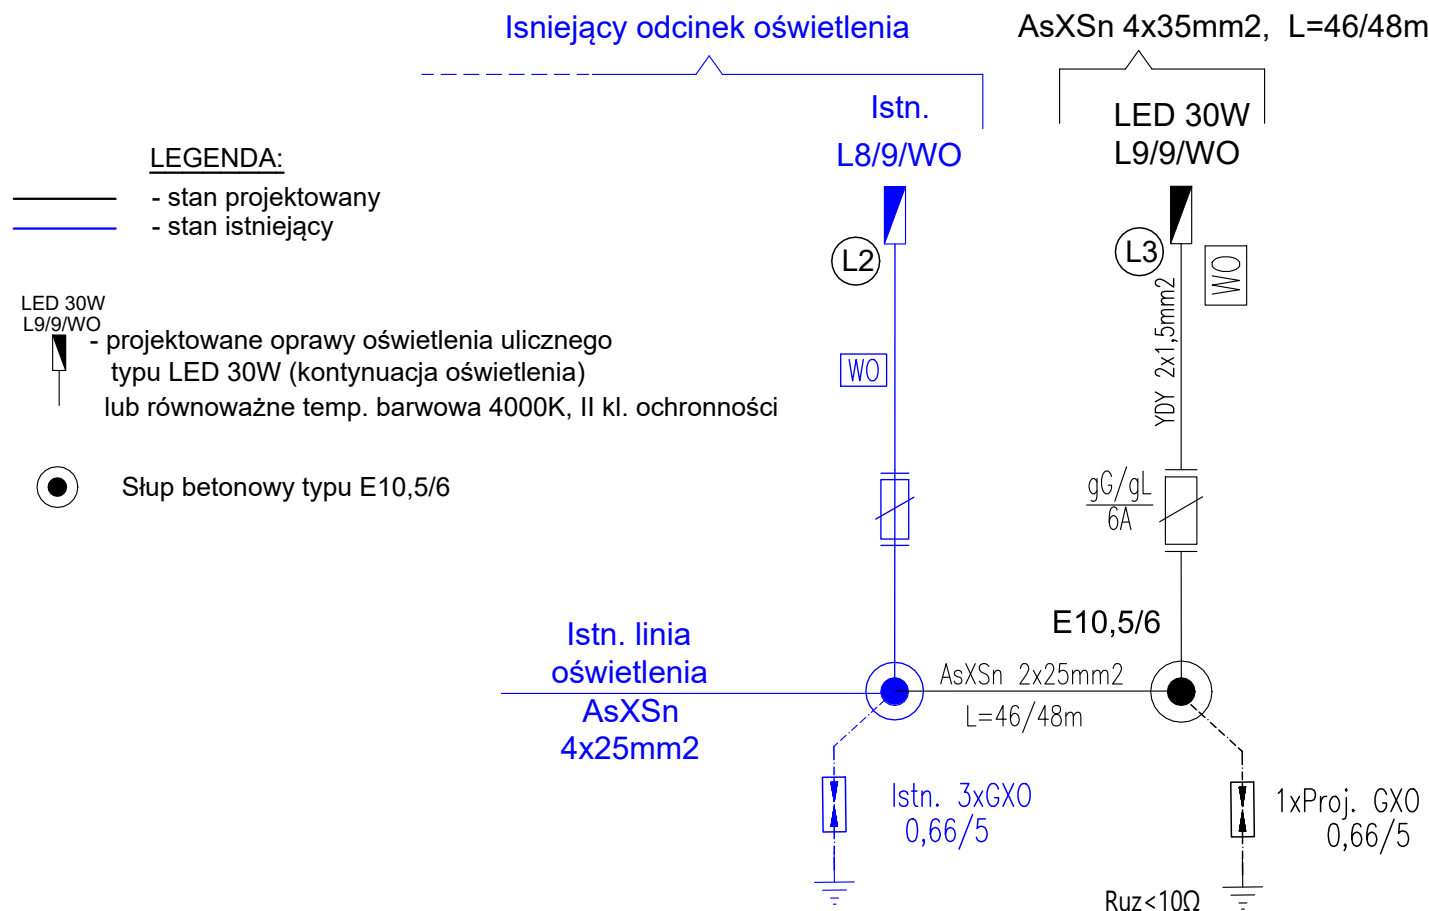 Isniejący odcinek oświetlenia
AsXSn 4x35mm2, L=46/48m
Istn.
L8/9/WO
LED 30W
L9/9/WO
LEGENDA:
- stan projektowany
- stan istniejący
L2
L3
WO
YDY 2x1,5mm2
LED 30W
L9/9/WO
- projektowane oprawy oświetlenia ulicznego
typu LED 30W (kontynuacja oświetlenia)
lub równoważne temp. barwowa 4000K, II kl. ochronności
WO
Słup betonowy typu E10,5/6
gG/gL
6A
E10,5/6
Istn. linia
oświetlenia
AsXSn
4x25mm2
AsXSn 2x25mm2
L=46/48m
Istn. 3xGXO
0,66/5
1xProj. GXO
0,66/5
Ruz<10Ω